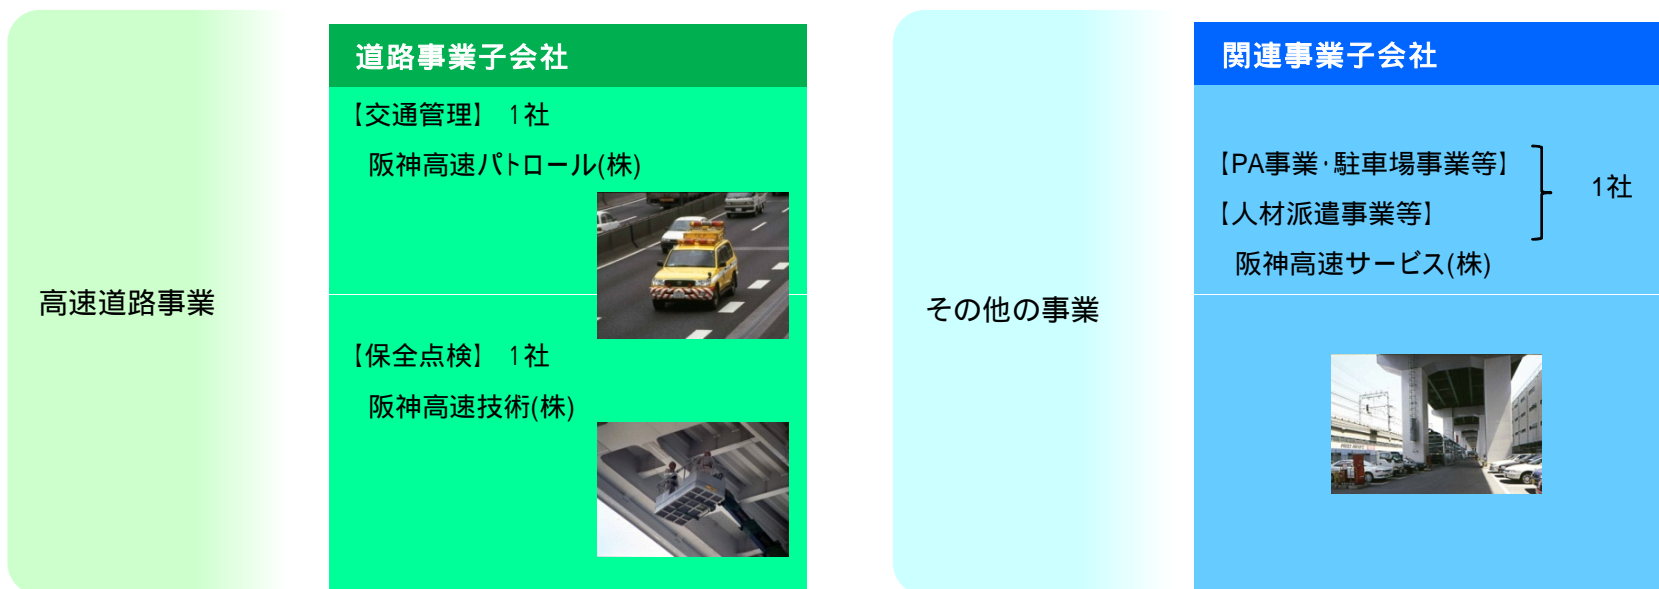 高速道路事業
道路事業子会社
【交通管理】 1社
阪神高速パトロール(株)
【保全点検】 1社
阪神高速技術(株)
その他の事業
関連事業子会社
【PA事業・駐車場事業等】
【人材派遣事業等】
1社
阪神高速サービス(株)